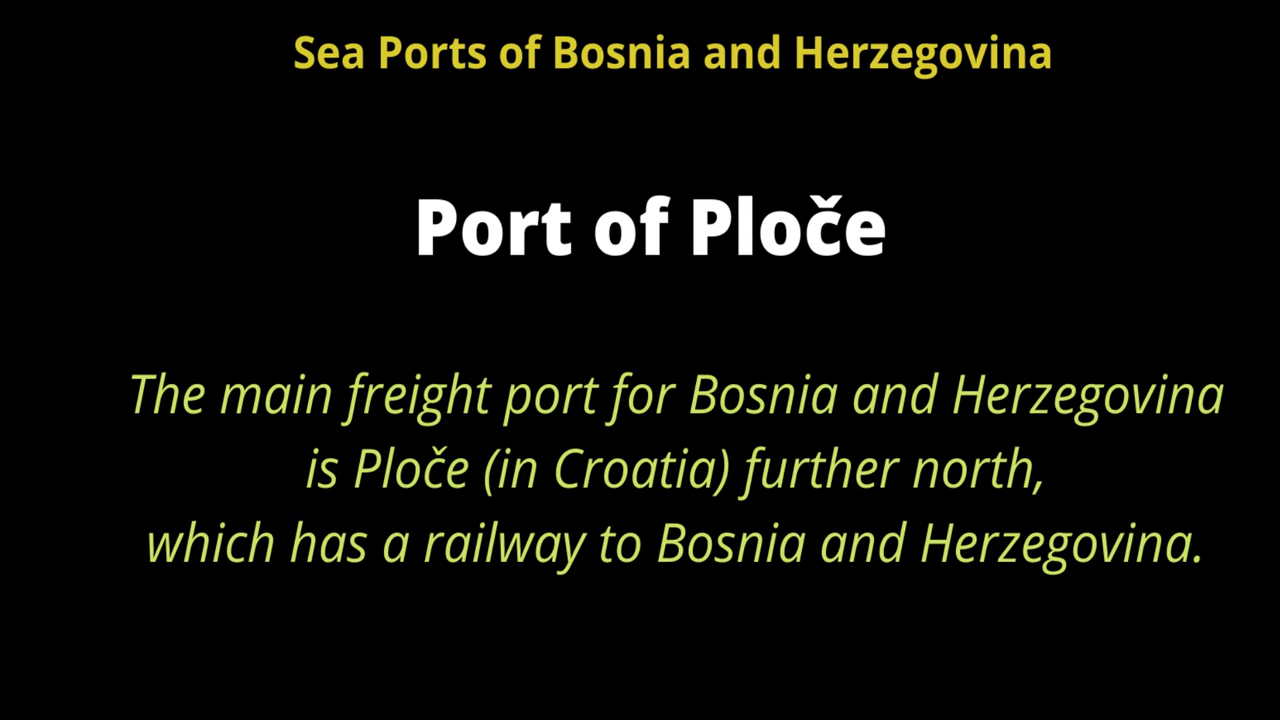 Sea Ports of Bosnia and Herzegovina
Port of Ploče
The main freight port for Bosnia and Herzegovina
is Ploče (in Croatia) further north,
which has a railway to Bosnia and Herzegovina.